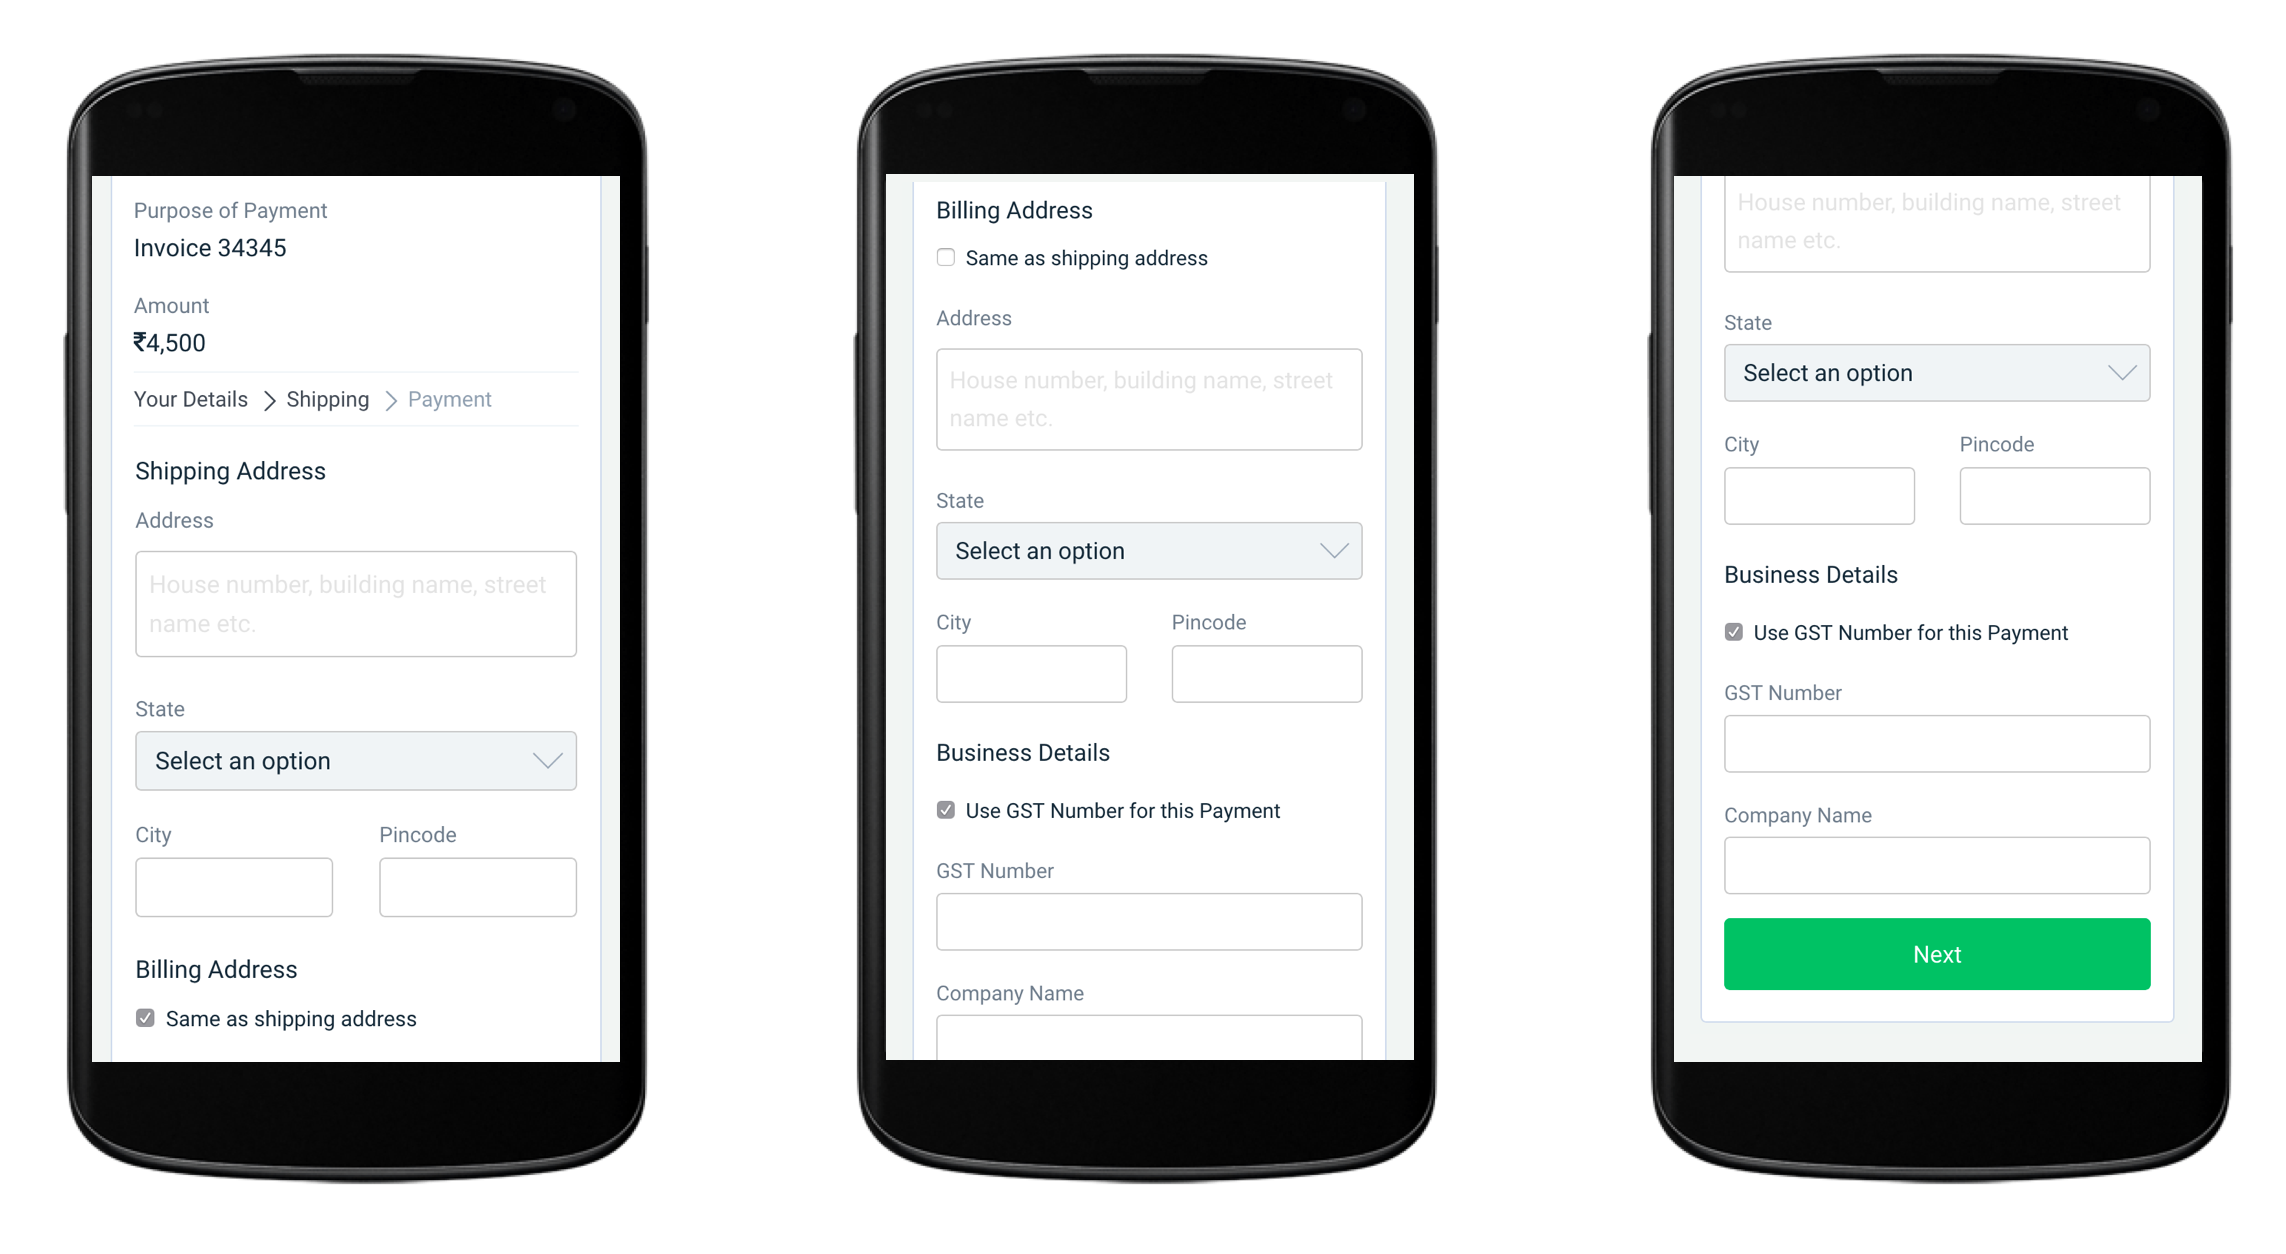 Purpose of Payment
Invoice 34345
Amount
₹4,500
Your Details > Shipping > Payment
Shipping Address
Address
House number, building name, street
name etc.
State
Select an option
City Pincode
Billing Address
Same as shipping address
Billing Address
Same as shipping address
Address
House number, building name, street
name etc.
State
Select an option
City Pincode
Business Details
Use GST Number for this Payment
GST Number
Company Name
House number, building name, street
name etc.
State
Select an option
City Pincode
Business Details
Use GST Number for this Payment
GST Number
Company Name
Next